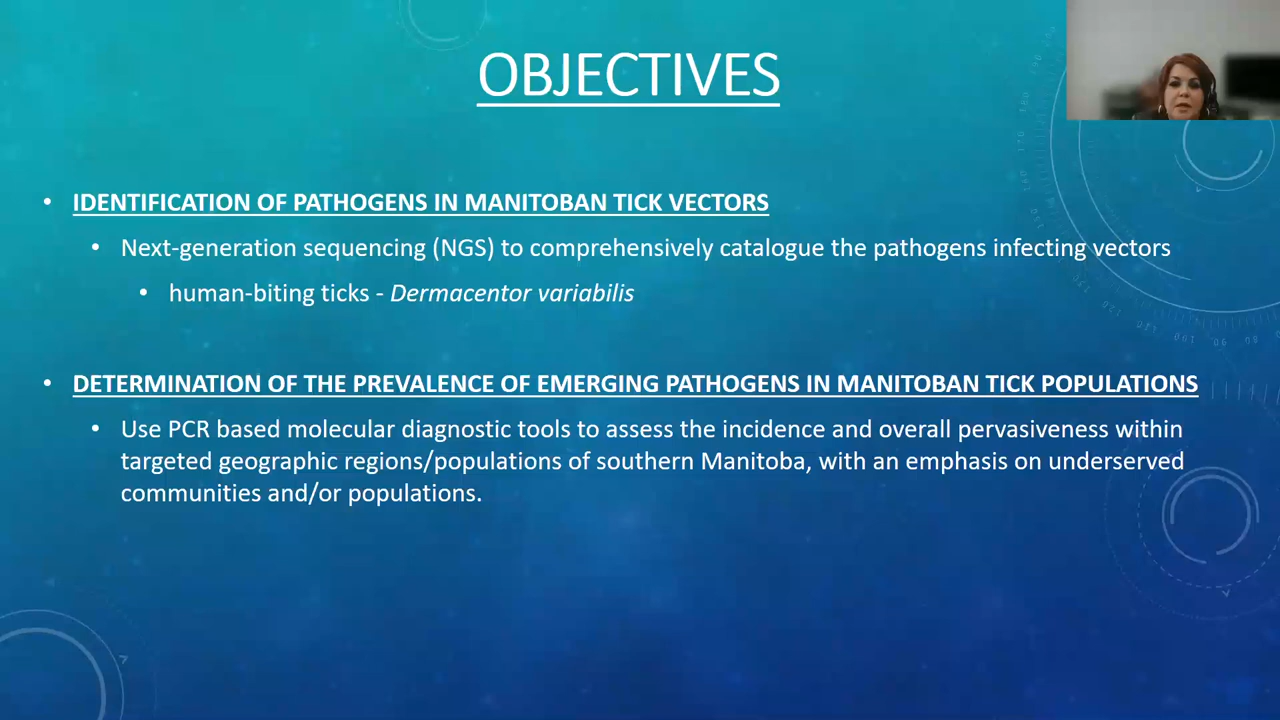 OBJECTIVES
• IDENTIFICATION OF PATHOGENS IN MANITOBAN TICK VECTORS
• Next-generation sequencing (NGS) to comprehensively catalogue the pathogens infecting vectors
• human-biting ticks - Dermacentor variabilis
• DETERMINATION OF THE PREVALENCE OF EMERGING PATHOGENS IN MANITOBAN TICK POPULATIONS
• Use PCR based molecular diagnostic tools to assess the incidence and overall pervasiveness within
targeted geographic regions/populations of southern Manitoba, with an emphasis on underserved
communities and/or populations.